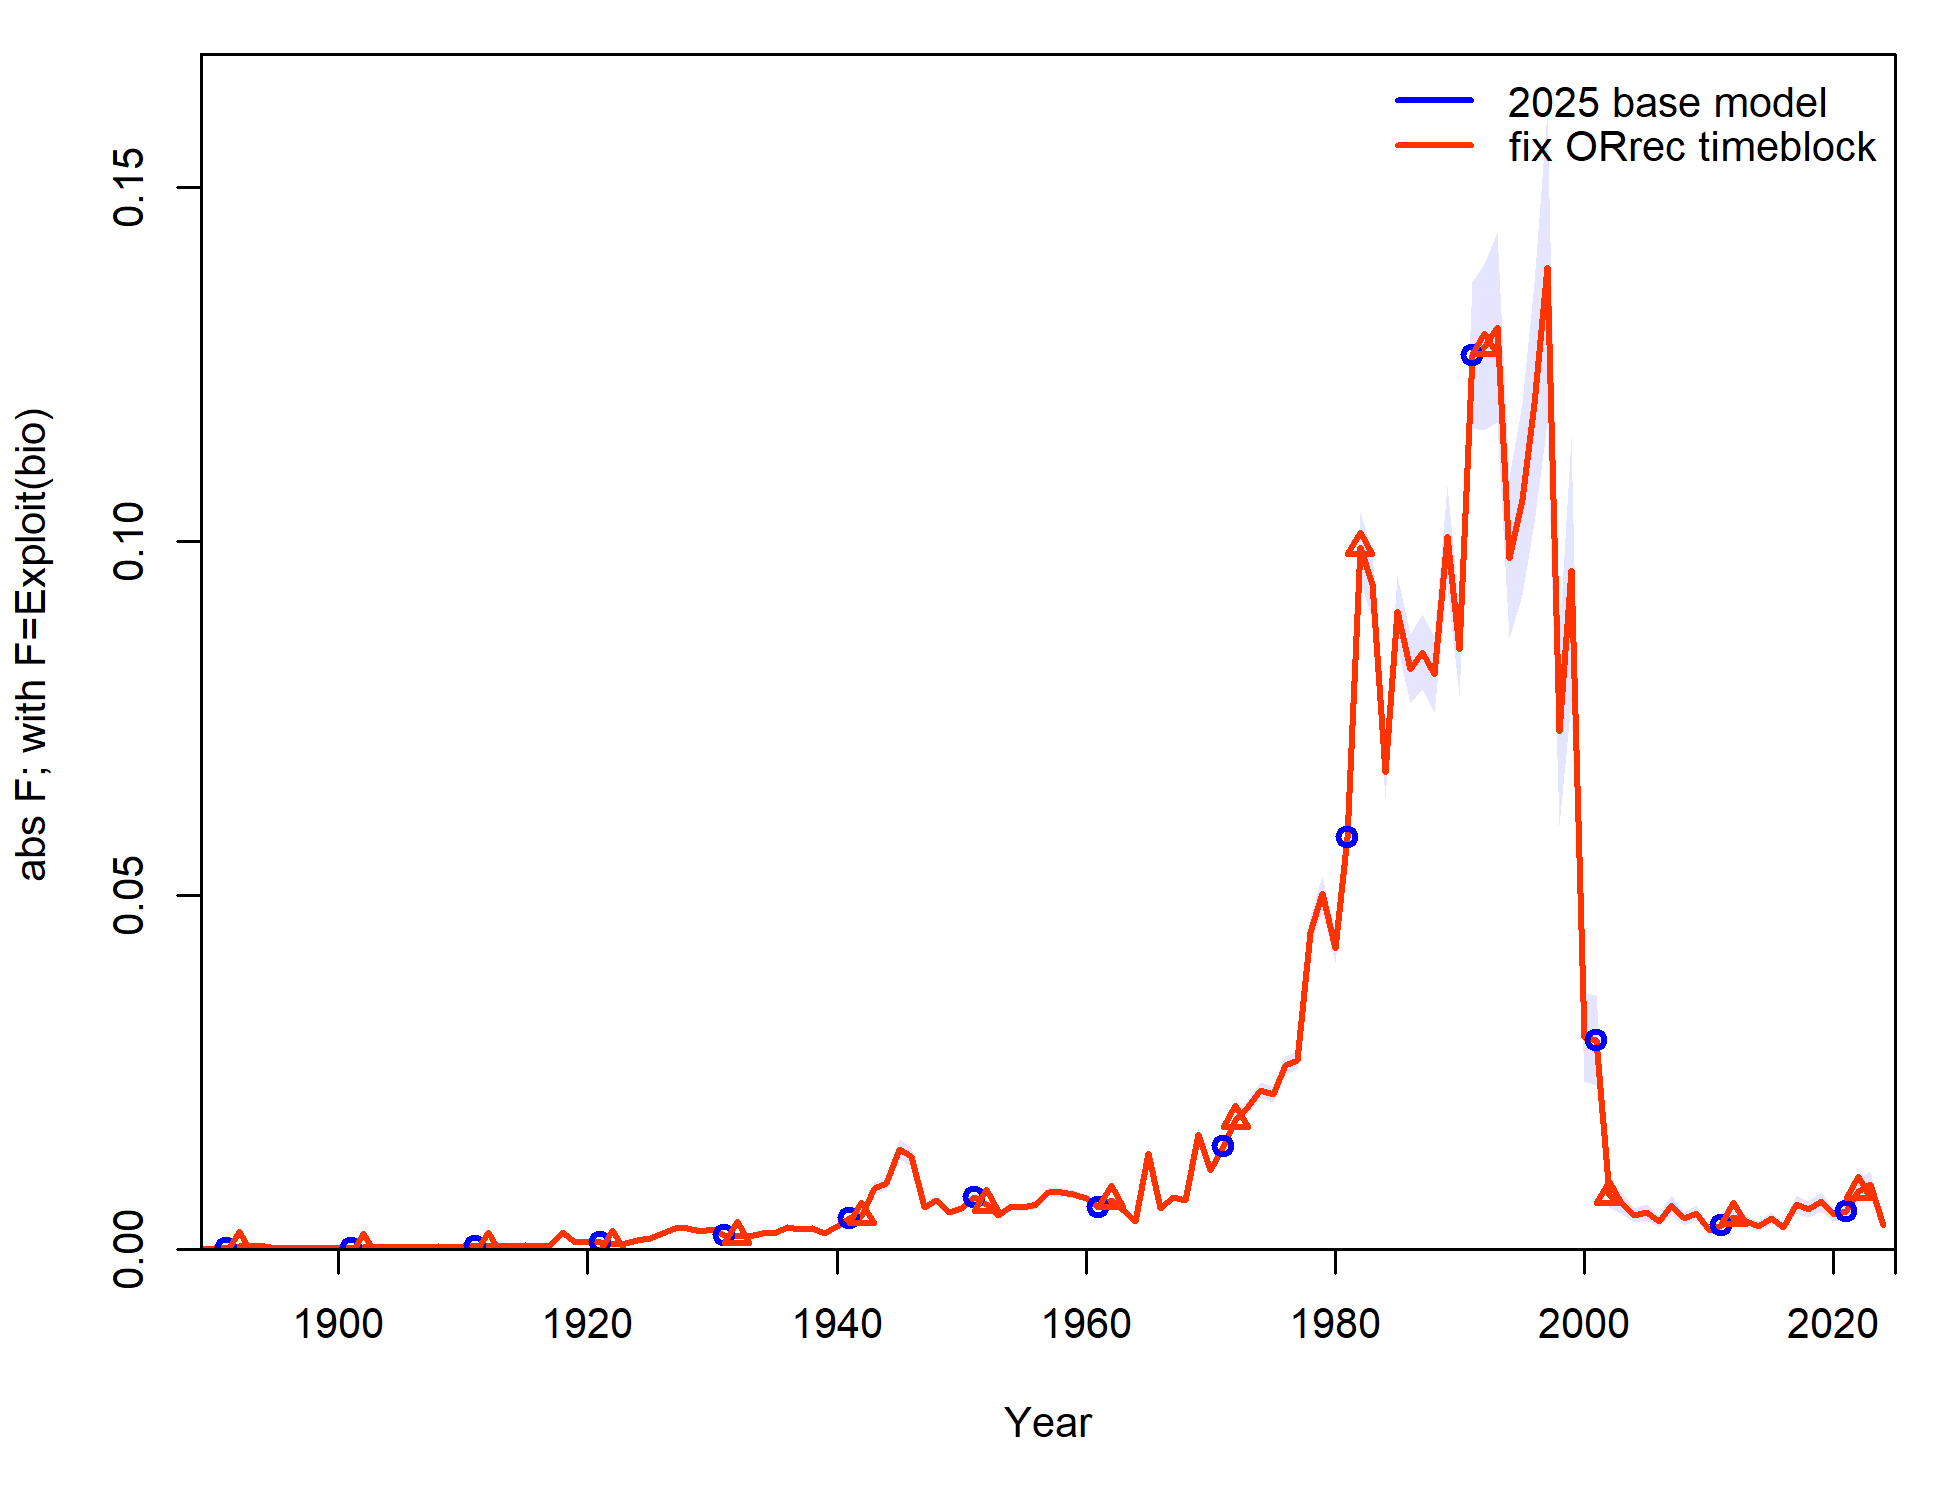 2025 base model
fix ORrec timeblock
abs F; with F=Exploit(bio)
0.15
0.10
0.05
0.00
1900 1920 1940 1960 1980 2000 2020
Year